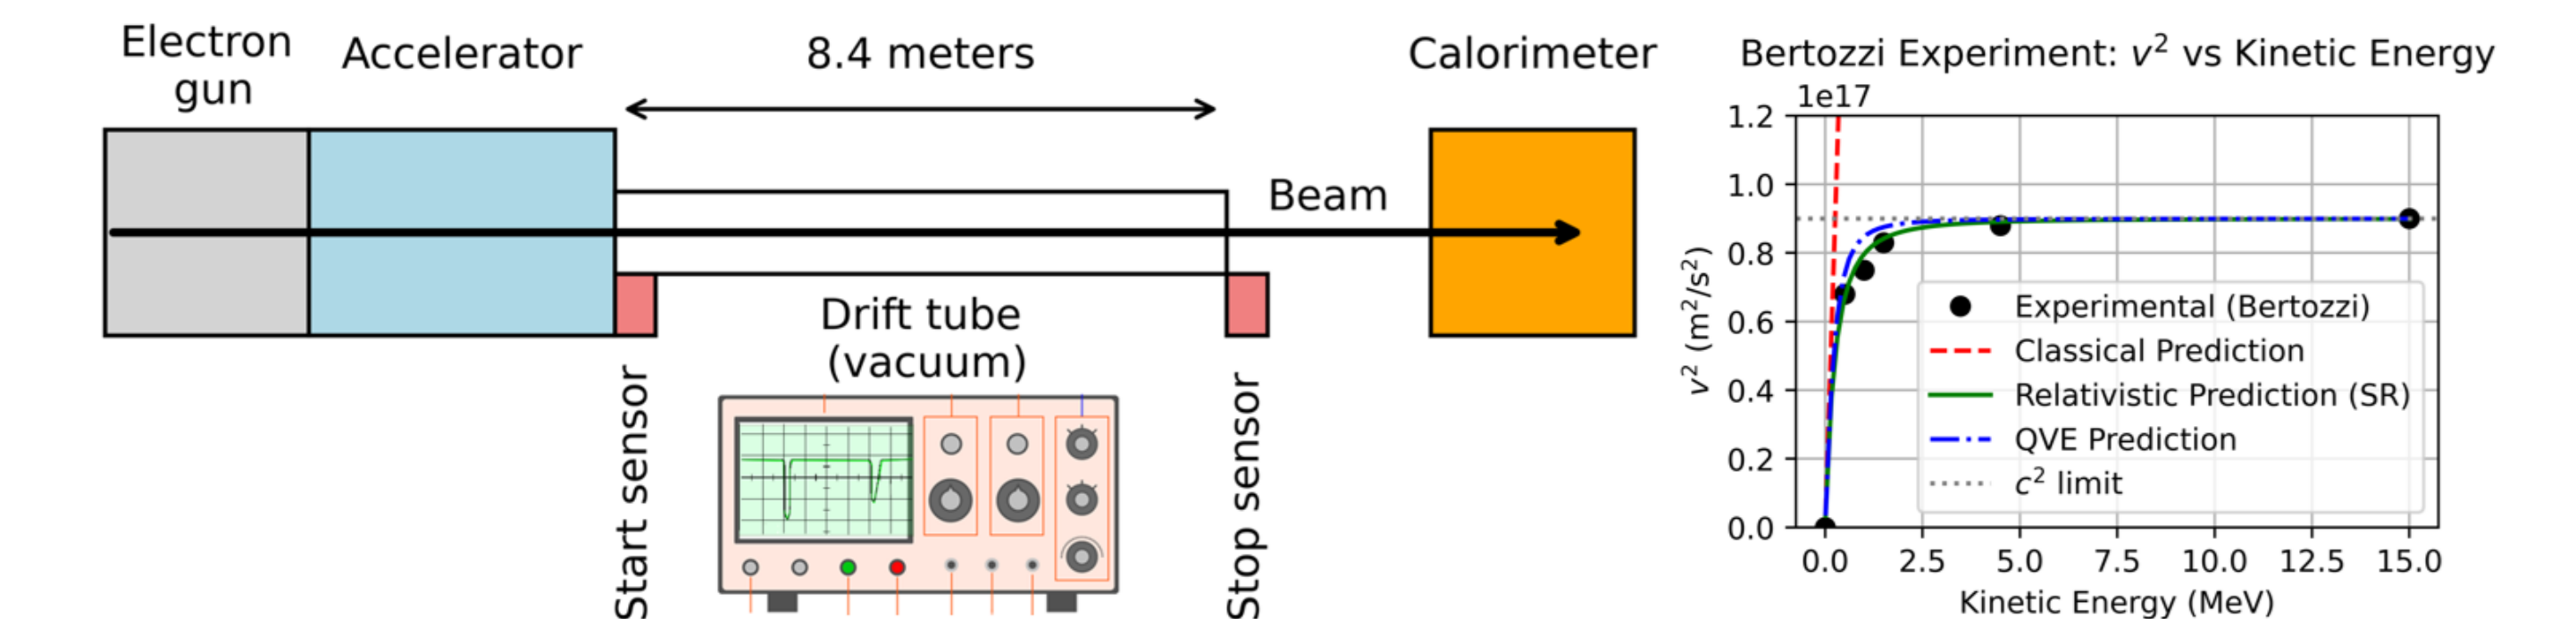 Electron
gun
Accelerator
8.4 meters
Calorimeter
Beam
Drift tube
(vacuum)
Start sensor
Stop sensor
Bertozzi Experiment: v² vs Kinetic Energy
1e17
1.2
1.0
0.8
0.6
0.4
0.2
0.0
v² (m²/s²)
Experimental (Bertozzi)
Classical Prediction
Relativistic Prediction (SR)
QVE Prediction
c² limit
0.0 2.5 5.0 7.5 10.0 12.5 15.0
Kinetic Energy (MeV)